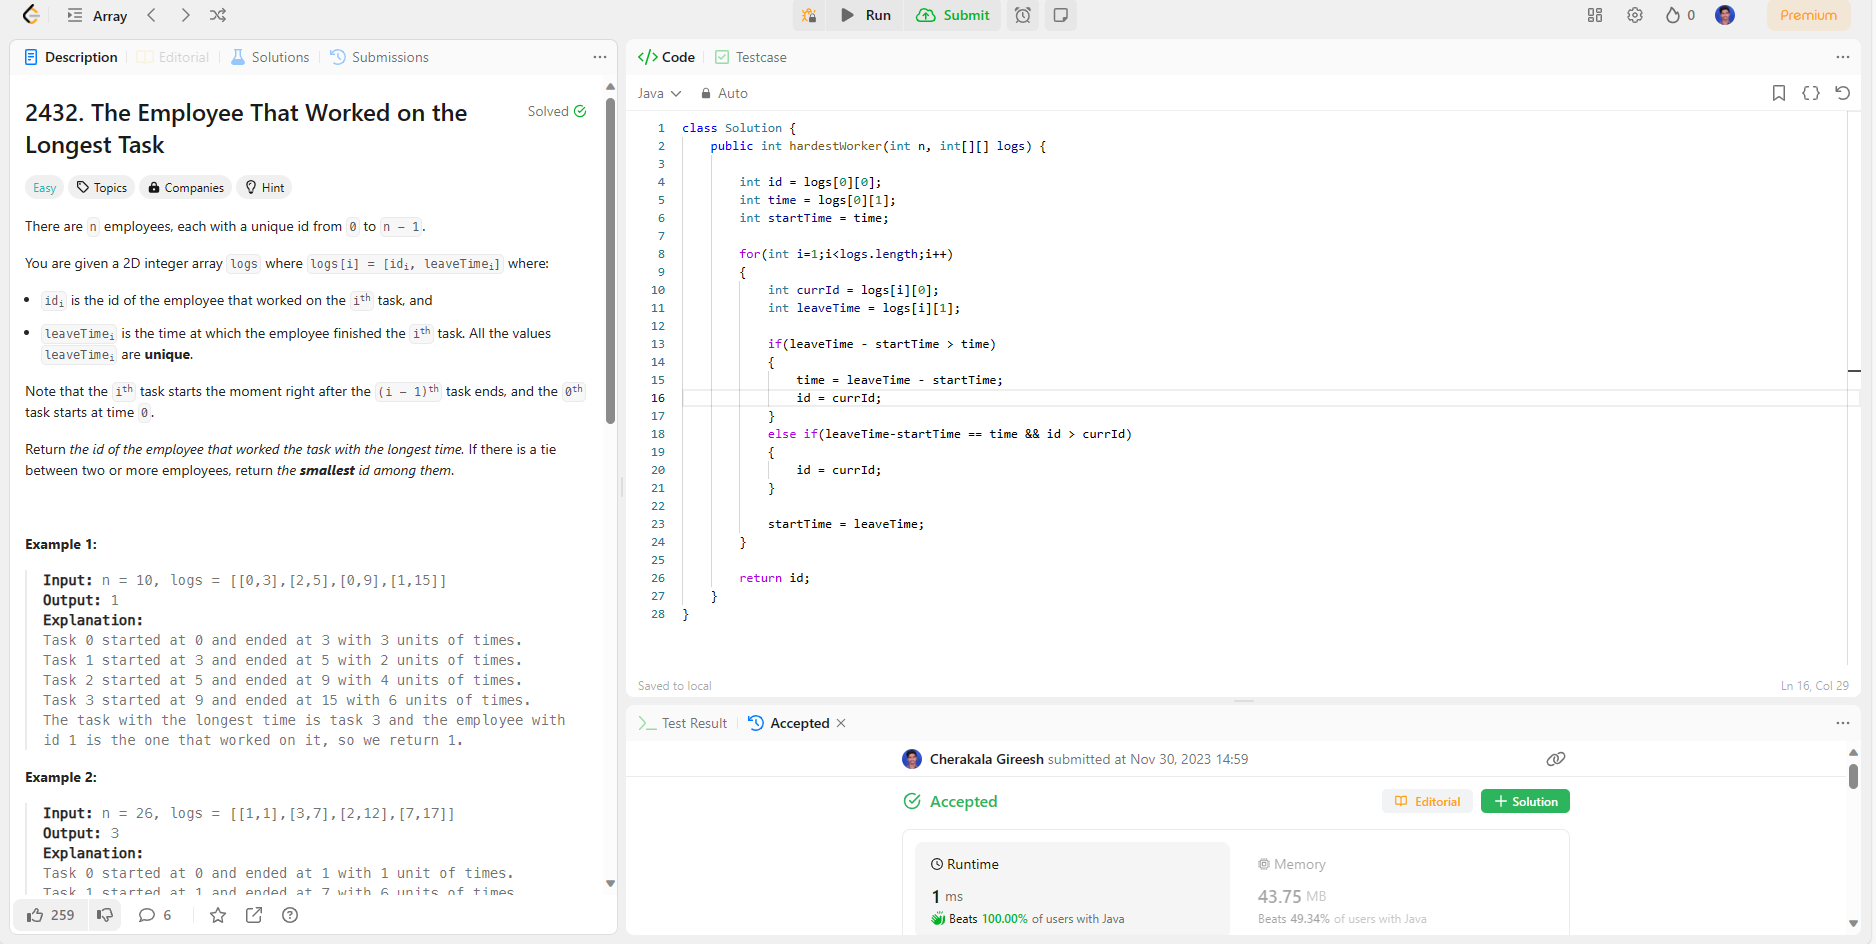 Array
Run
Submit
0
Premium
Description
Editorial
Solutions
Submissions
2432. The Employee That Worked on the
Longest Task
Solved
Easy
Topics
Companies
Hint
There are n employees, each with a unique id from 0 to n - 1.
You are given a 2D integer array logs where logs[i] = [idi, leaveTimei] where:
• idi is the id of the employee that worked on the ith task, and
• leaveTimei is the time at which the employee finished the ith task. All the values
leaveTimei are unique.
Note that the ith task starts the moment right after the (i - 1)th task ends, and the 0th
task starts at time 0.
Return the id of the employee that worked the task with the longest time. If there is a tie
between two or more employees, return the smallest id among them.
Example 1:
Input: n = 10, logs = [[0,3],[2,5],[0,9],[1,15]]
Output: 1
Explanation:
Task 0 started at 0 and ended at 3 with 3 units of times.
Task 1 started at 3 and ended at 5 with 2 units of times.
Task 2 started at 5 and ended at 9 with 4 units of times.
Task 3 started at 9 and ended at 15 with 6 units of times.
The task with the longest time is task 3 and the employee with
id 1 is the one that worked on it, so we return 1.
Example 2:
Input: n = 26, logs = [[1,1],[3,7],[2,12],[7,17]]
Output: 3
Explanation:
Task 0 started at 0 and ended at 1 with 1 unit of times.
Task 1 started at 1 and ended at 7 with 6 units of times
259
6
</> Code
Testcase
Java
Auto
1 class Solution {
2 public int hardestWorker(int n, int[][] logs) {
3
4 int id = logs[0][0];
5 int time = logs[0][1];
6 int startTime = time;
7
8 for(int i=1;i<logs.length;i++)
9 {
10 int currId = logs[i][0];
11 int leaveTime = logs[i][1];
12
13 if(leaveTime - startTime > time)
14 {
15 time = leaveTime - startTime;
16 id = currId;
17 }
18 else if(leaveTime-startTime == time && id > currId)
19 {
20 id = currId;
21 }
22
23 startTime = leaveTime;
24 }
25
26 return id;
27 }
28 }
Saved to local
Ln 16, Col 29
Test Result
Accepted
Cherakala Gireesh submitted at Nov 30, 2023 14:59
Accepted
Editorial
+ Solution
Runtime
1 ms
Beats 100.00% of users with Java
Memory
43.75 MB
Beats 49.34% of users with Java